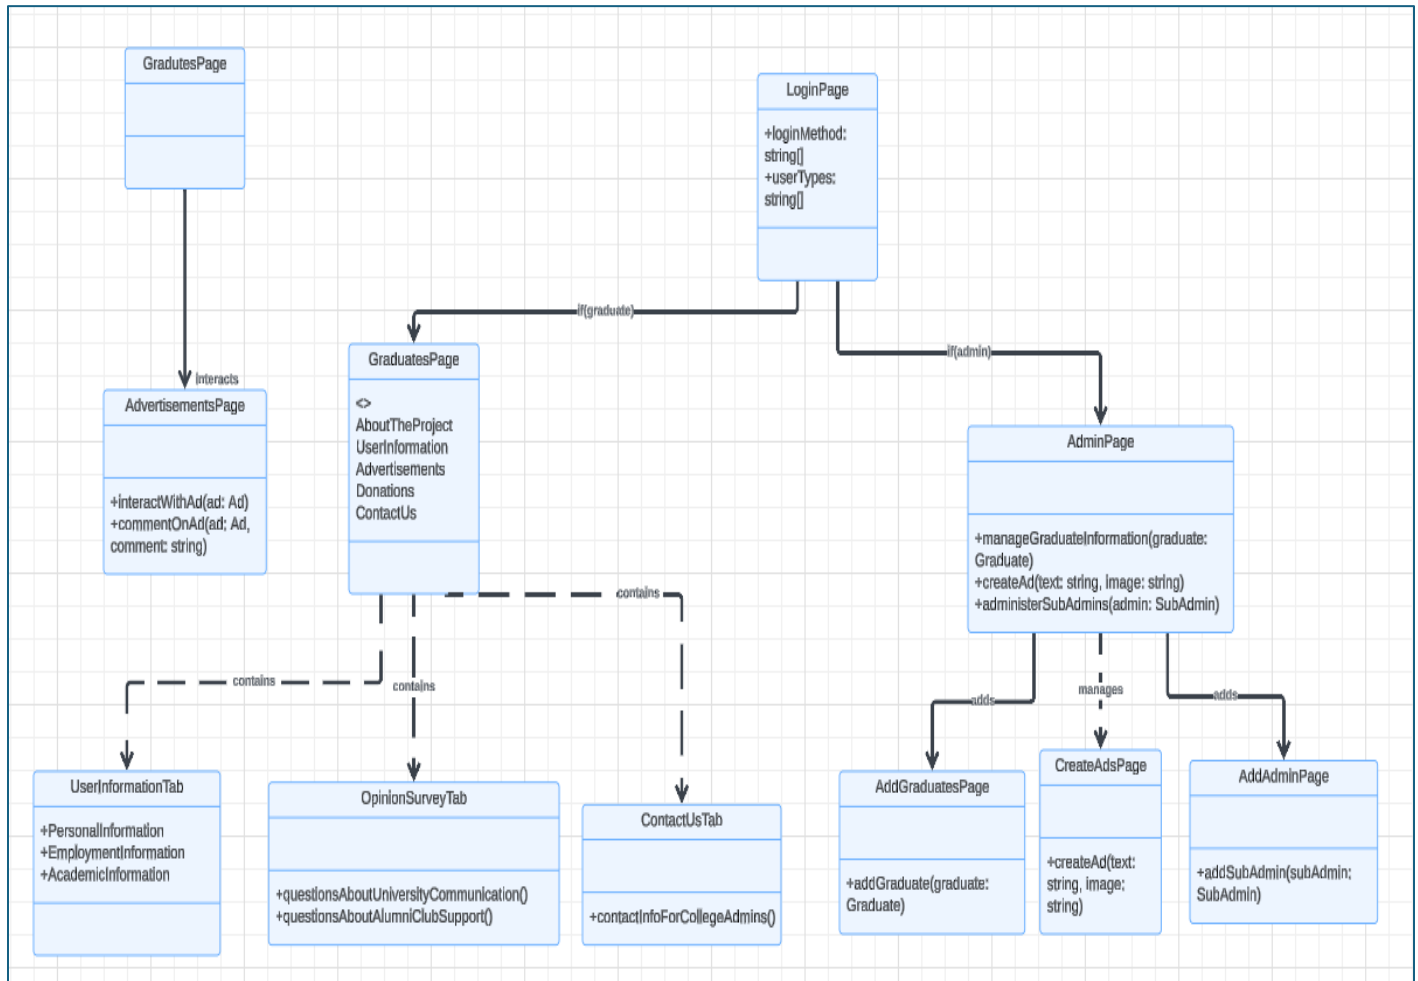 GradutesPage
LoginPage
+loginMethod:
string[]
+userTypes:
string[]
if(graduate)
if(admin)
interacts
AdvertisementsPage
+interactWithAd(ad: Ad)
+commentOnAd(ad; Ad,
comment: string)
GraduatesPage
<>
AboutTheProject
UserInformation
Advertisements
Donations
ContactUs
AdminPage
+manageGraduateInformation(graduate:
Graduate)
+createAd(text: string, image: string)
+administerSubAdmins(admin: SubAdmin)
contains
contains
contains
adds
manages
adds
UserInformationTab
+PersonalInformation
+EmploymentInformation
+AcademicInformation
OpinionSurveyTab
+questionsAboutUniversityCommunication()
+questionsAboutAlumniClubSupport()
ContactUsTab
+contactInfoForCollegeAdmins()
AddGraduatesPage
+addGraduate(graduate:
Graduate)
CreateAdsPage
+createAd(text:
string, image;
string)
AddAdminPage
+addSubAdmin(subAdmin;
SubAdmin)